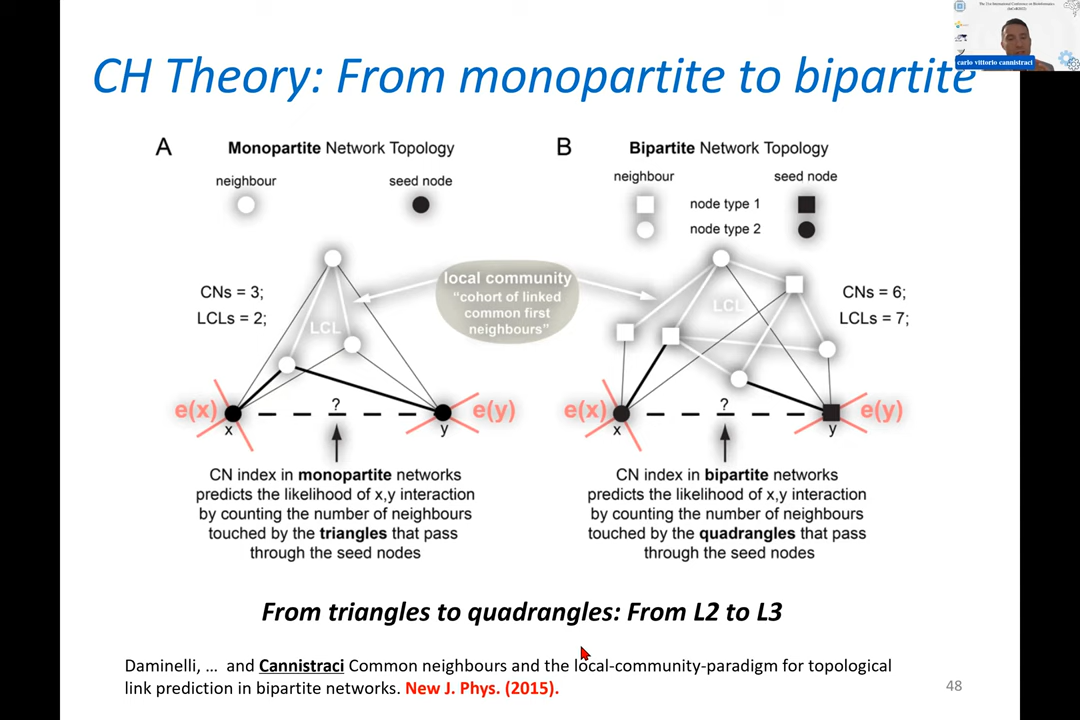 The 21st International Conference on Bioinformatics
carlo vittorio cannistraci
CH Theory: From monopartite to bipartite
A
Monopartite Network Topology
neighbour
seed node
CNs = 3;
LCLs = 2;
LCL
e(x)
x
?
y
e(y)
CN index in monopartite networks
predicts the likelihood of x,y interaction
by counting the number of neighbours
touched by the triangles that pass
through the seed nodes
local community
“cohort of linked
common first
neighbours”
B
Bipartite Network Topology
neighbour
seed node
node type 1
node type 2
LCL
CNs = 6;
LCLs = 7;
e(x)
x
?
y
e(y)
CN index in bipartite networks
predicts the likelihood of x,y interaction
by counting the number of neighbours
touched by the quadrangles that pass
through the seed nodes
From triangles to quadrangles: From L2 to L3
Daminelli, ... and Cannistraci Common neighbours and the local-community-paradigm for topological
link prediction in bipartite networks. New J. Phys. (2015).
48